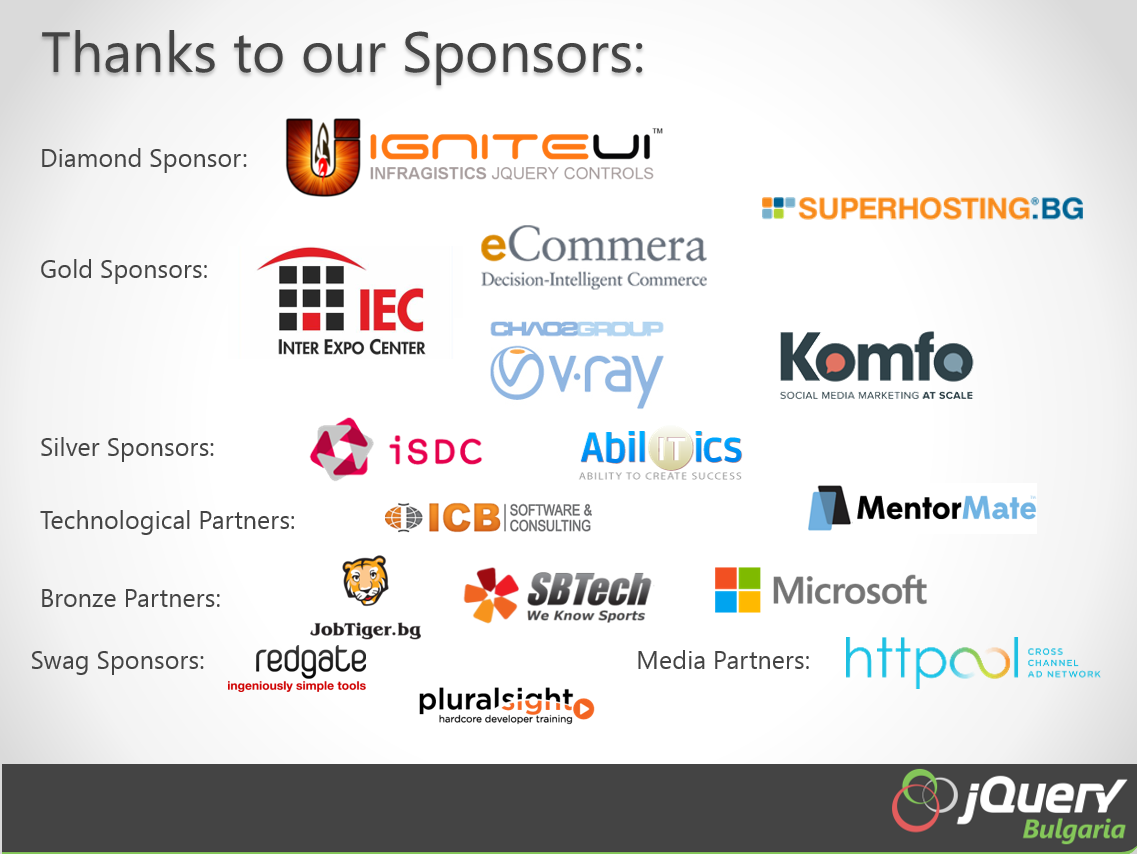 Thanks to our Sponsors:
Diamond Sponsor:
IGNITEUI™
INFRAGISTICS JQUERY CONTROLS
SUPERHOSTING®.BG
Gold Sponsors:
eCommera
Decision-Intelligent Commerce
IEC
INTER EXPO CENTER
CHAOSGROUP
v·ray
Komfo
SOCIAL MEDIA MARKETING AT SCALE
Silver Sponsors:
iSDC
AbilITics
ABILITY TO CREATE SUCCESS
Technological Partners:
ICB
SOFTWARE &
CONSULTING
MentorMate™
Bronze Partners:
JobTiger.bg
SBTech
We Know Sports
Microsoft
Swag Sponsors:
redgate
ingeniously simple tools
pluralsight
hardcore developer training
Media Partners:
httpool
CROSS
CHANNEL
AD NETWORK
jQuery
Bulgaria